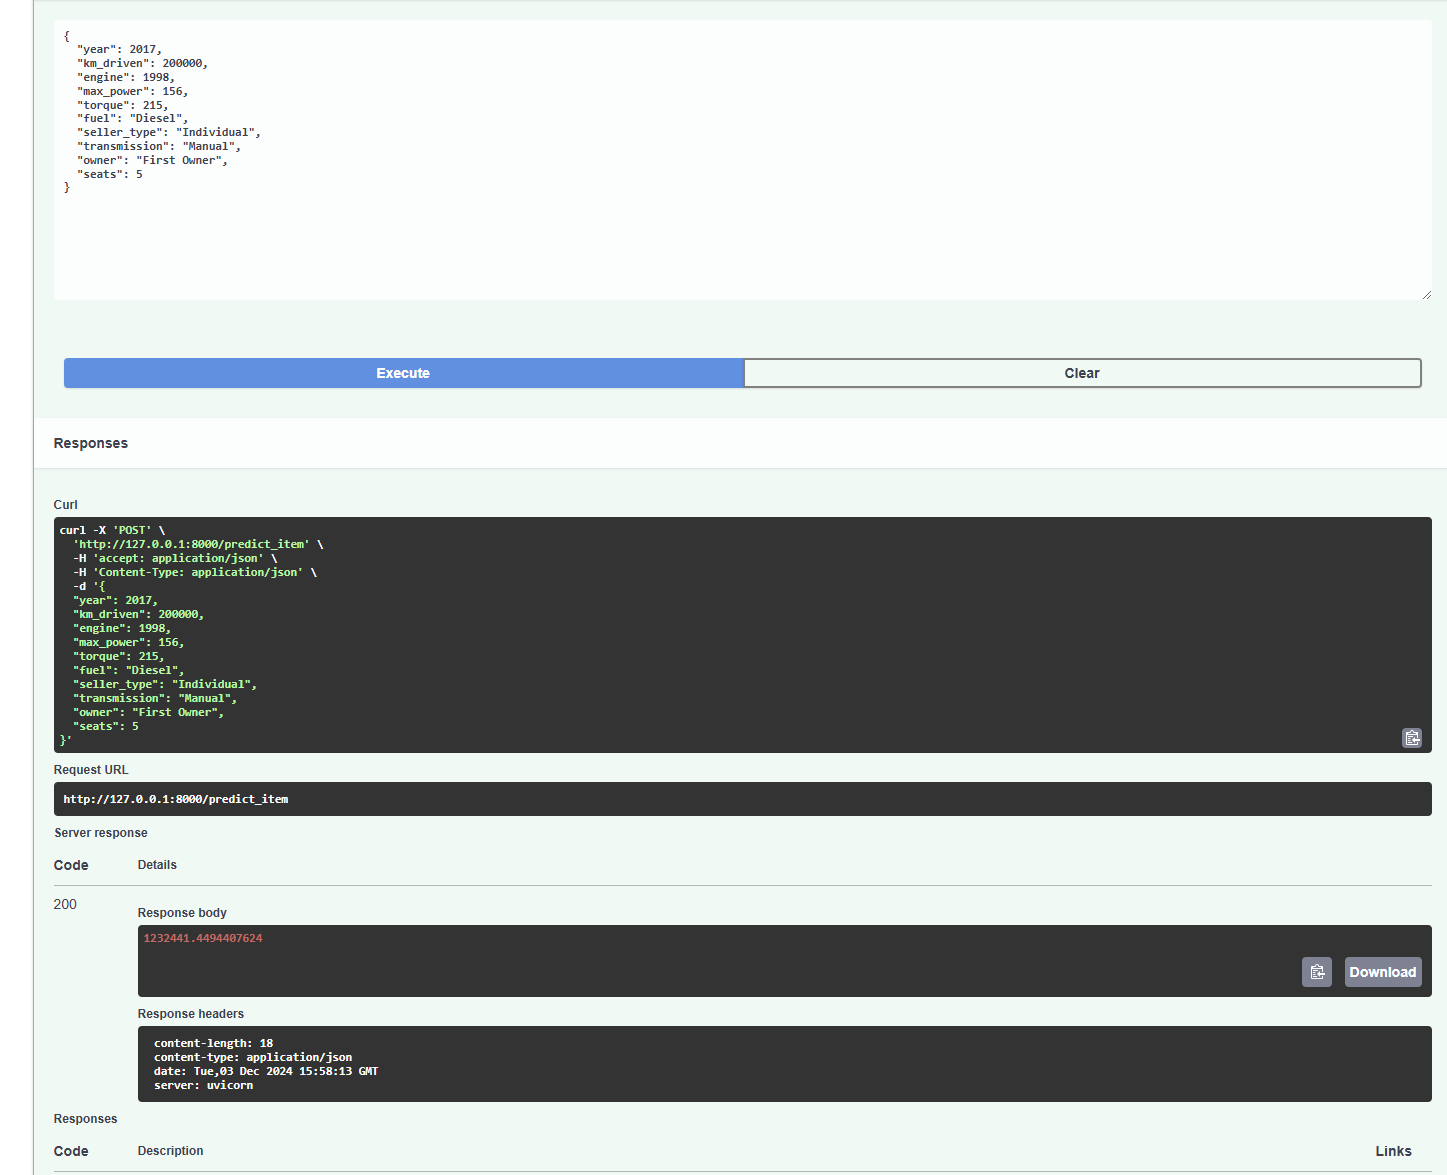 {
  "year": 2017,
  "km_driven": 200000,
  "engine": 1998,
  "max_power": 156,
  "torque": 215,
  "fuel": "Diesel",
  "seller_type": "Individual",
  "transmission": "Manual",
  "owner": "First Owner",
  "seats": 5
}
Execute Clear
Responses
Curl
curl -X 'POST' \
  'http://127.0.0.1:8000/predict_item' \
  -H 'accept: application/json' \
  -H 'Content-Type: application/json' \
  -d '{
  "year": 2017,
  "km_driven": 200000,
  "engine": 1998,
  "max_power": 156,
  "torque": 215,
  "fuel": "Diesel",
  "seller_type": "Individual",
  "transmission": "Manual",
  "owner": "First Owner",
  "seats": 5
}'
Request URL
http://127.0.0.1:8000/predict_item
Server response
Code Details
200
Response body
1232441.4494407624
Download
Response headers
content-length: 18
content-type: application/json
date: Tue,03 Dec 2024 15:58:13 GMT
server: uvicorn
Responses
Code Description Links